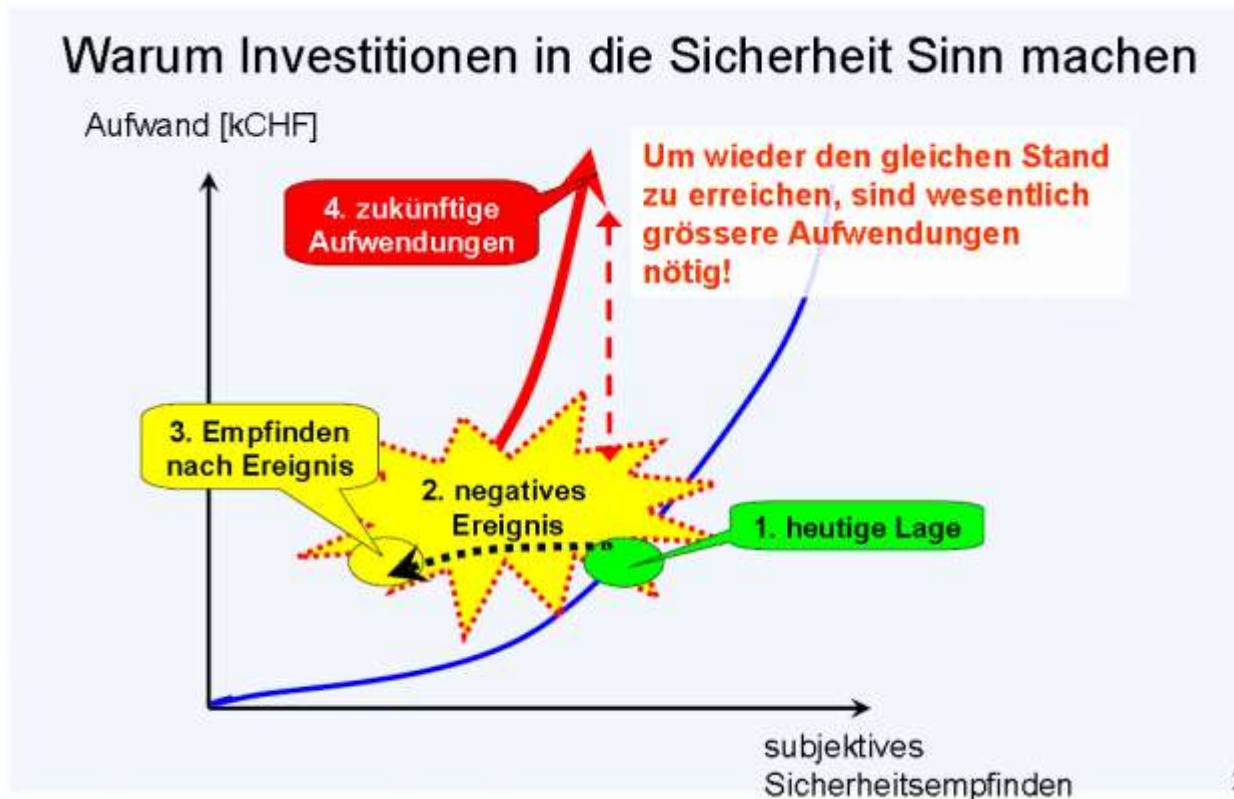 Warum Investitionen in die Sicherheit Sinn machen
Aufwand [kCHF]
Um wieder den gleichen Stand
zu erreichen, sind wesentlich
grössere Aufwendungen
nötig!
4. zukünftige
Aufwendungen
3. Empfinden
nach Ereignis
2. negatives
Ereignis
1. heutige Lage
subjektives
Sicherheitsempfinden